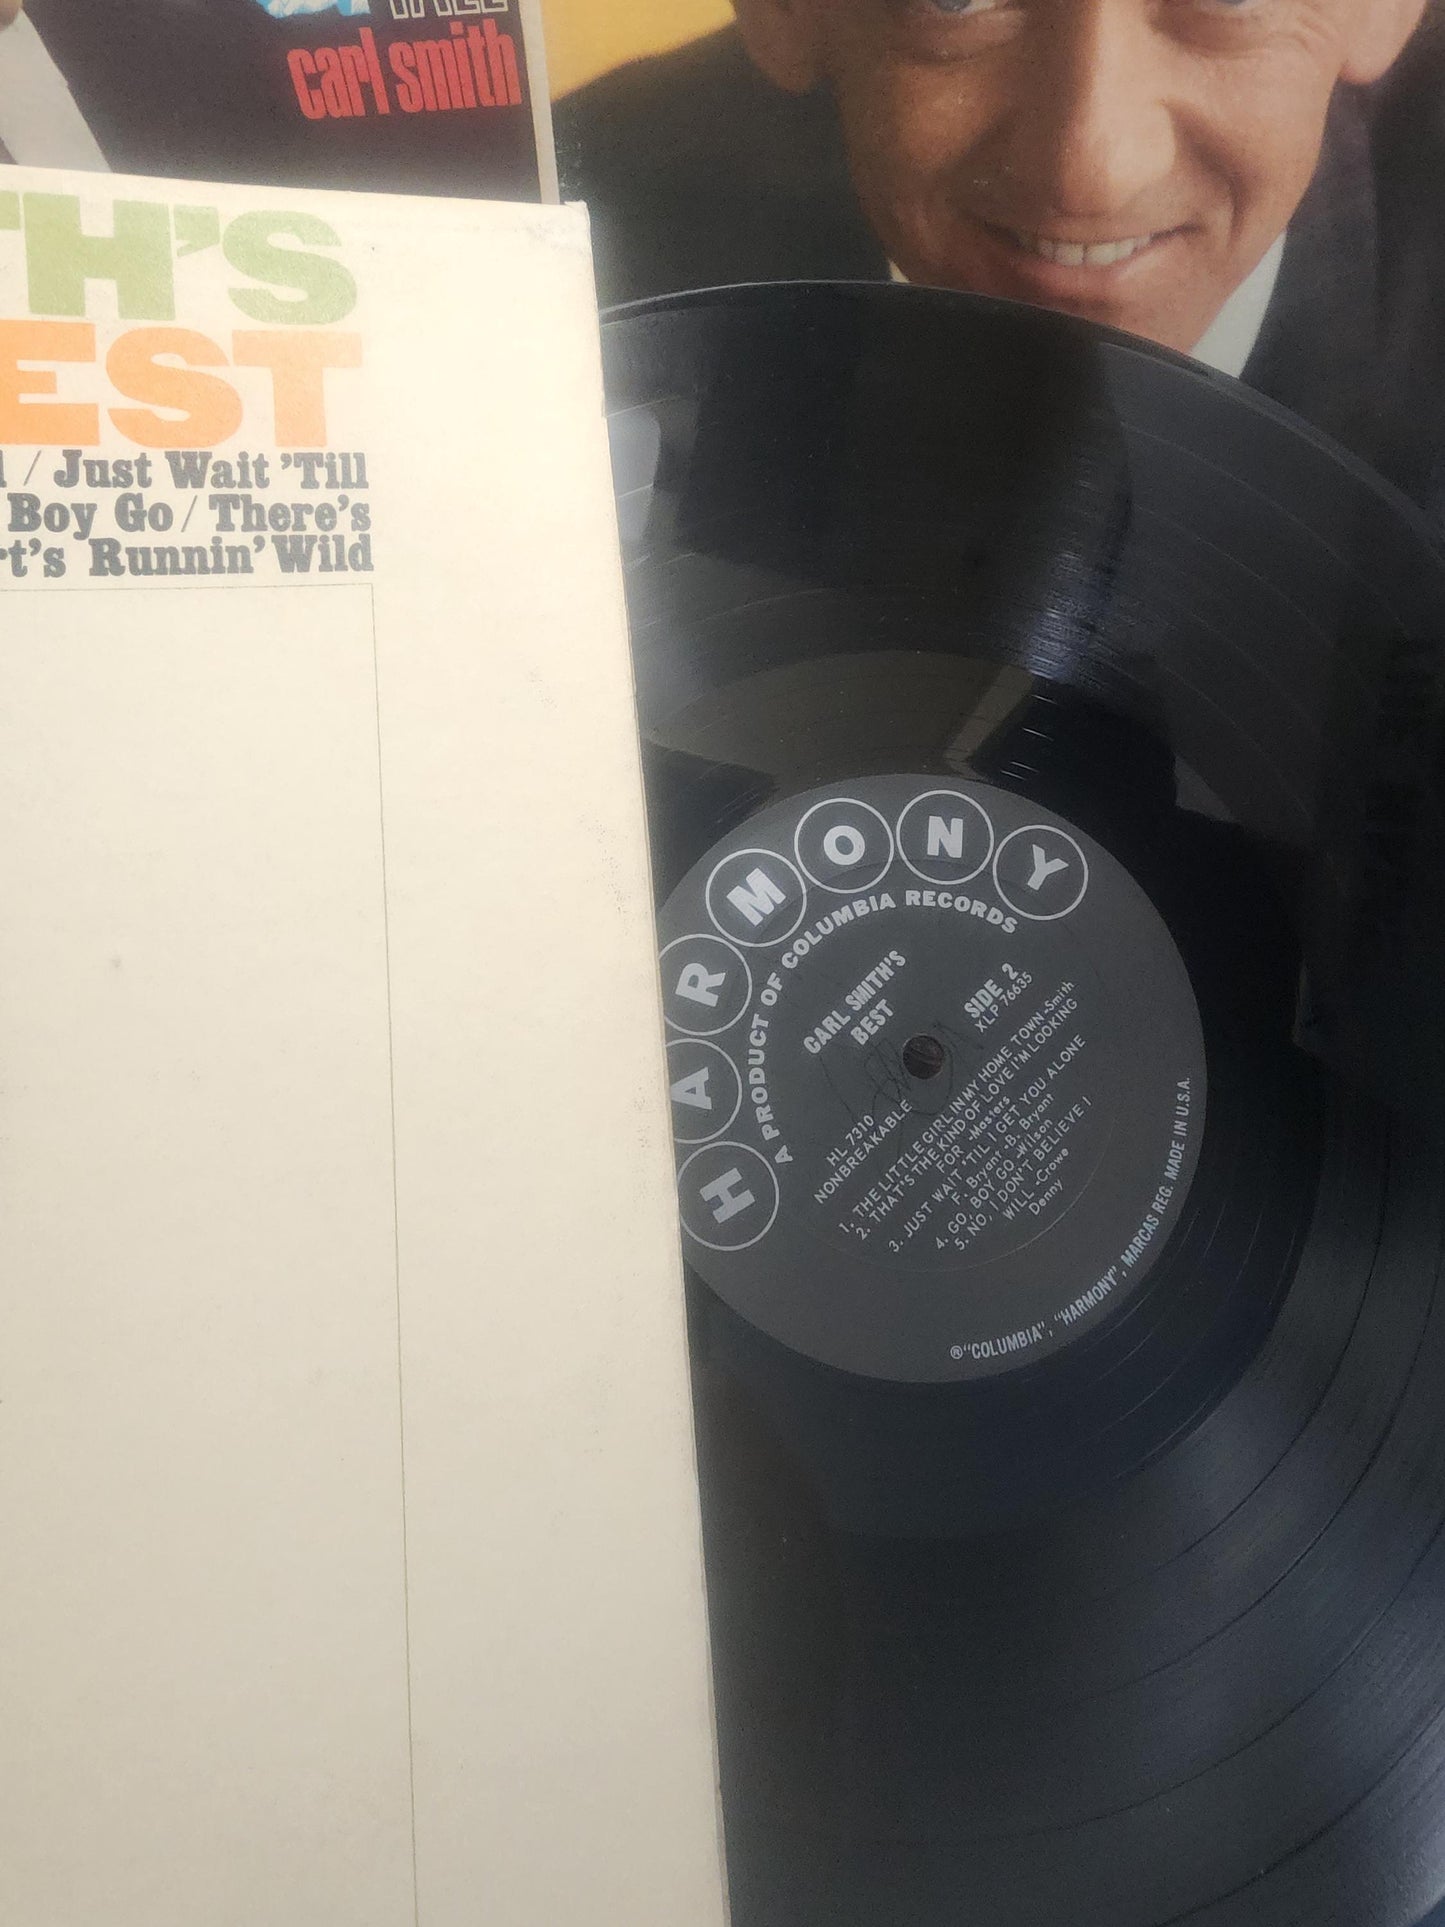 carl smith
TH'S
EST
/ Just Wait 'Till
Boy Go / There's
rt's Runnin' Wild
HARMONY
A PRODUCT OF COLUMBIA RECORDS
CARL SMITH'S
BEST
SIDE 2
XLP 76635
HL 7310
NONBREAKABLE
1. THE LITTLE GIRL IN MY HOME TOWN -Smith
2. THAT'S THE KIND OF LOVE I'M LOOKING
FOR -Masters
3. JUST WAIT 'TIL I GET YOU ALONE
F. Bryant -B. Bryant
4. GO, BOY GO -Wilson
5. NO, I DON'T BELIEVE I
WILL -Crowe
Denny
® "COLUMBIA", "HARMONY", MARCAS REG. MADE IN U.S.A.